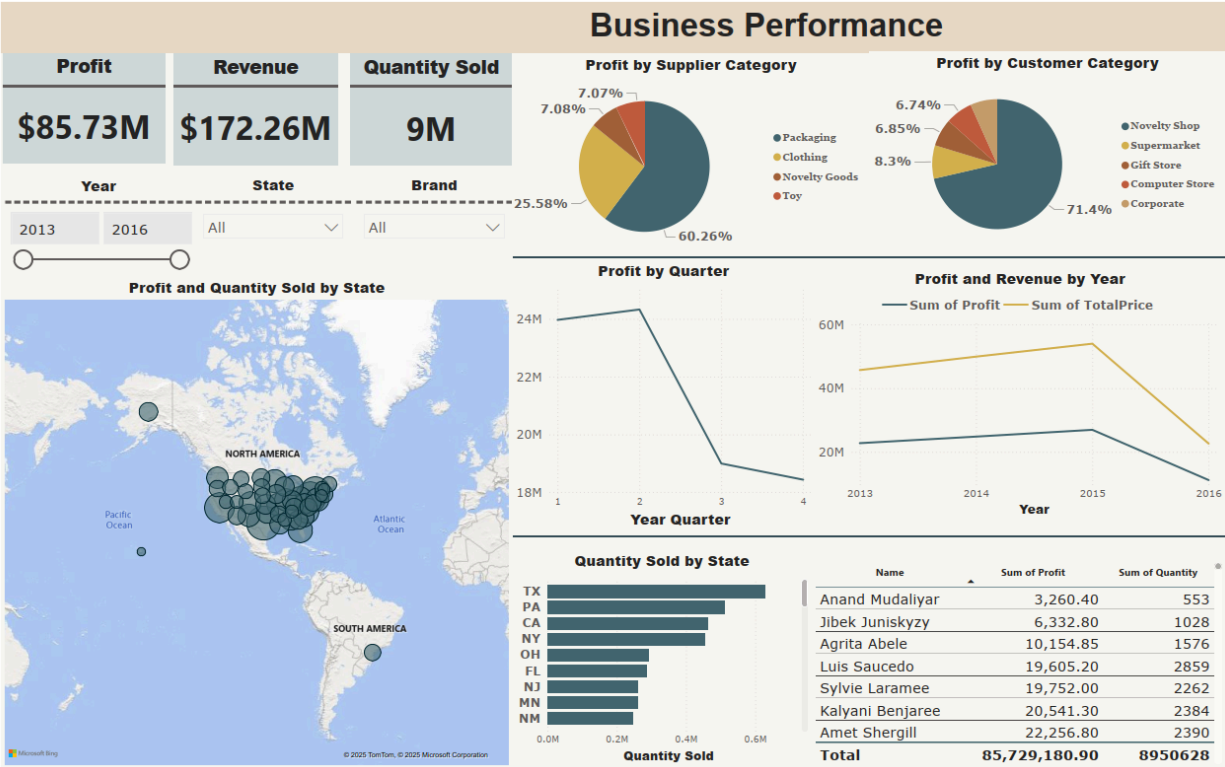 Business Performance
Profit
$85.73M
Revenue
$172.26M
Quantity Sold
9M
Year
State
Brand
2013
2016
All
All
Profit and Quantity Sold by State
NORTH AMERICA
Pacific
Ocean
Atlantic
Ocean
SOUTH AMERICA
Microsoft Bing
© 2025 TomTom, © 2025 Microsoft Corporation
Profit by Supplier Category
7.07%
7.08%
25.58%
60.26%
Packaging
Clothing
Novelty Goods
Toy
Profit by Customer Category
6.74%
6.85%
8.3%
71.4%
Novelty Shop
Supermarket
Gift Store
Computer Store
Corporate
Profit by Quarter
24M
22M
20M
18M
1 2 3 4
Year Quarter
Profit and Revenue by Year
Sum of Profit Sum of TotalPrice
60M
40M
20M
2013 2014 2015 2016
Year
Quantity Sold by State
TX
PA
CA
NY
OH
FL
NJ
MN
NM
0.0M 0.2M 0.4M 0.6M
Quantity Sold
Name Sum of Profit Sum of Quantity
Anand Mudaliyar 3,260.40 553
Jibek Juniskyzy 6,332.80 1028
Agrita Abele 10,154.85 1576
Luis Saucedo 19,605.20 2859
Sylvie Laramee 19,752.00 2262
Kalyani Benjaree 20,541.30 2384
Amet Shergill 22,256.80 2390
Total 85,729,180.90 8950628